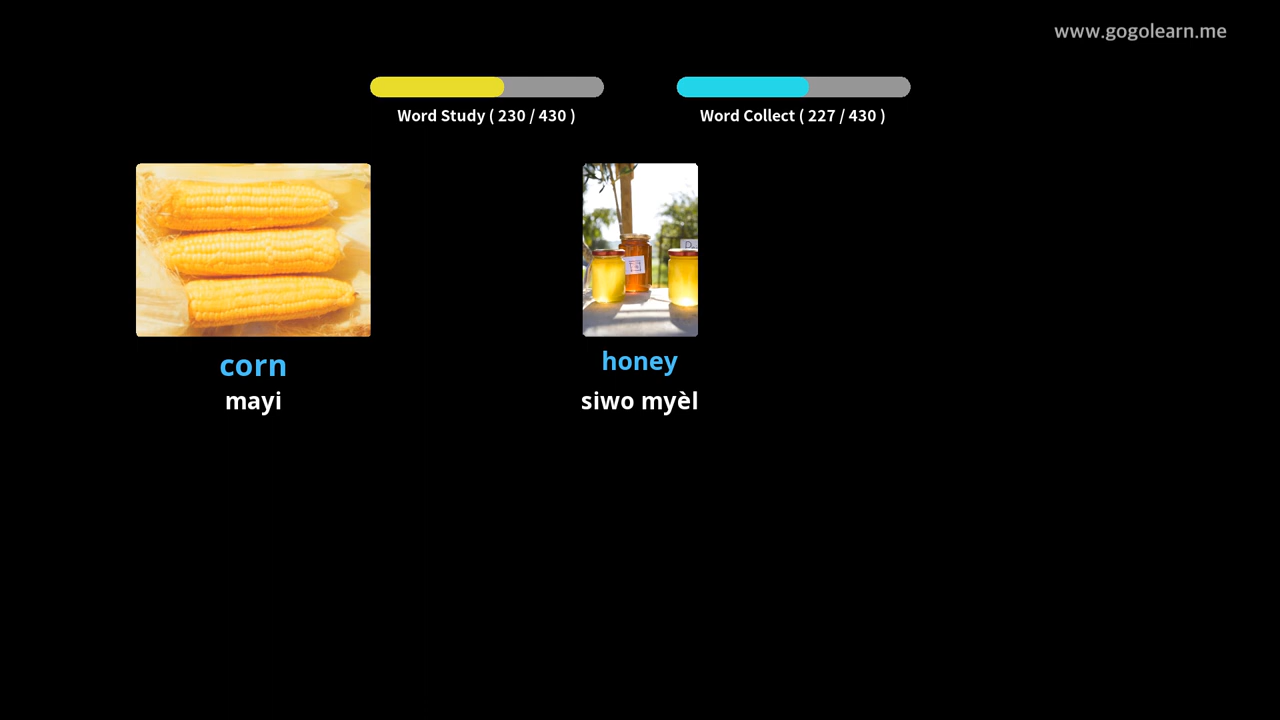 www.gogolearn.me
Word Study ( 230 / 430 )
Word Collect ( 227 / 430 )
corn
mayi
honey
siwo myèl